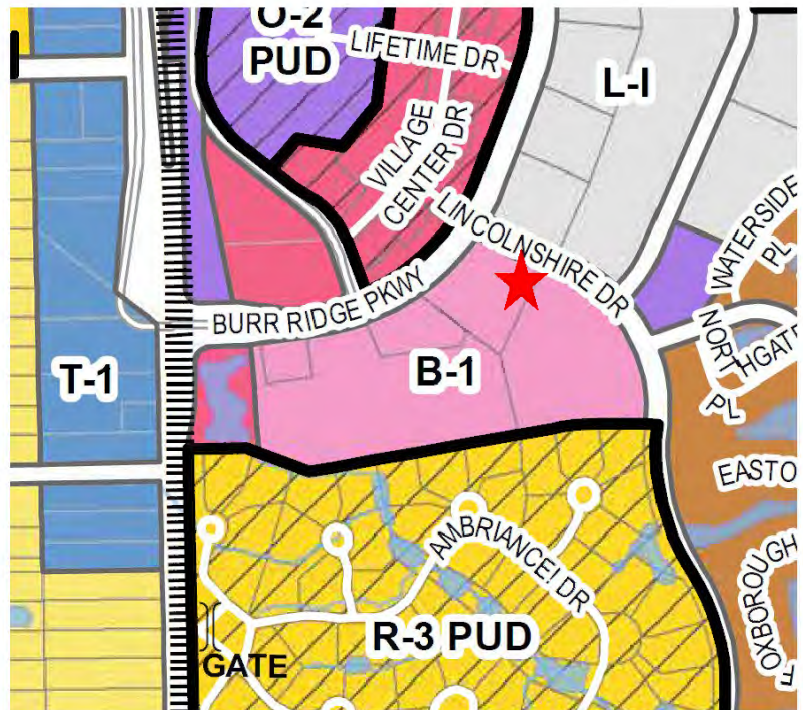 O-2
PUD
LIFETIME DR
L-I
VILLAGE
CENTER DR
LINCOLNSHIRE DR
WATERSIDE
PL
BURR RIDGE PKWY
NORT
HGATE
PL
T-1
B-1
EASTO
AMBRIANCE! DR
OXBOROUGH
R-3 PUD
GATE